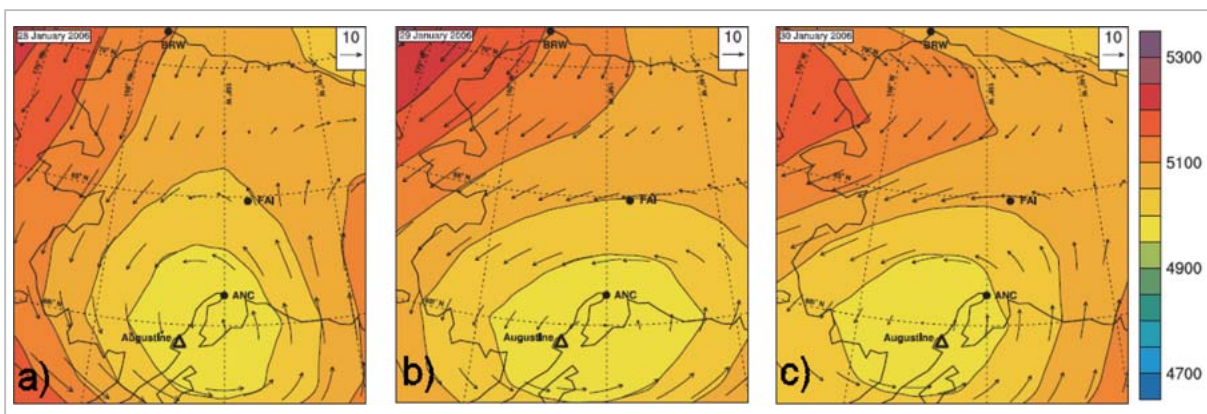 28 January 2006
10
BRW
FAI
ANC
Augustine
a)
29 January 2006
10
BRW
FAI
ANC
Augustine
b)
30 January 2006
10
BRW
FAI
ANC
Augustine
c)
5300
5100
4900
4700